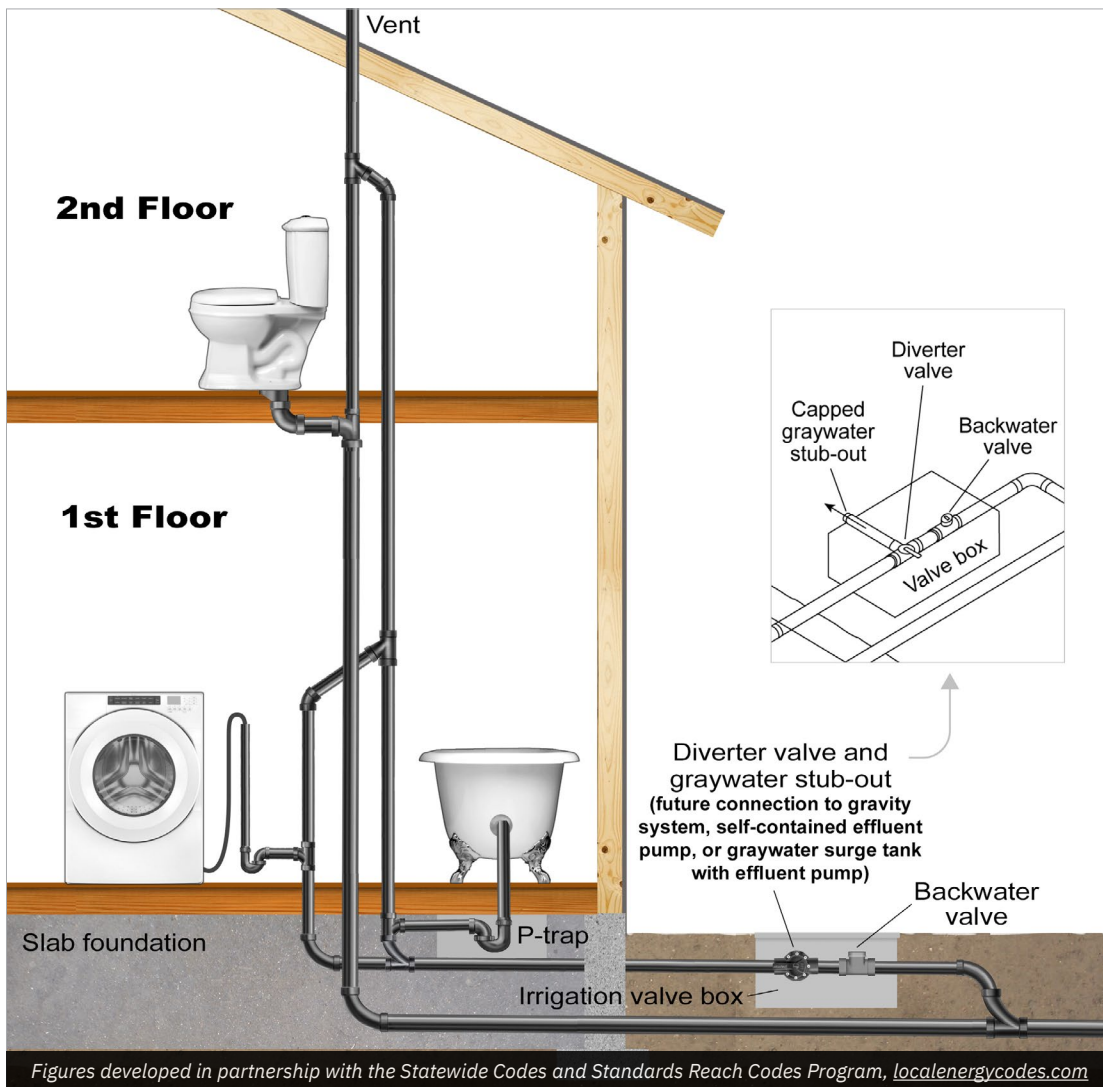 Vent
2nd Floor
Diverter
valve
Capped
graywater
stub-out
Backwater
valve
Valve box
1st Floor
Diverter valve and
graywater stub-out
(future connection to gravity
system, self-contained effluent
pump, or graywater surge tank
with effluent pump)
Backwater
valve
Slab foundation
P-trap
Irrigation valve box
Figures developed in partnership with the Statewide Codes and Standards Reach Codes Program, localenergycodes.com